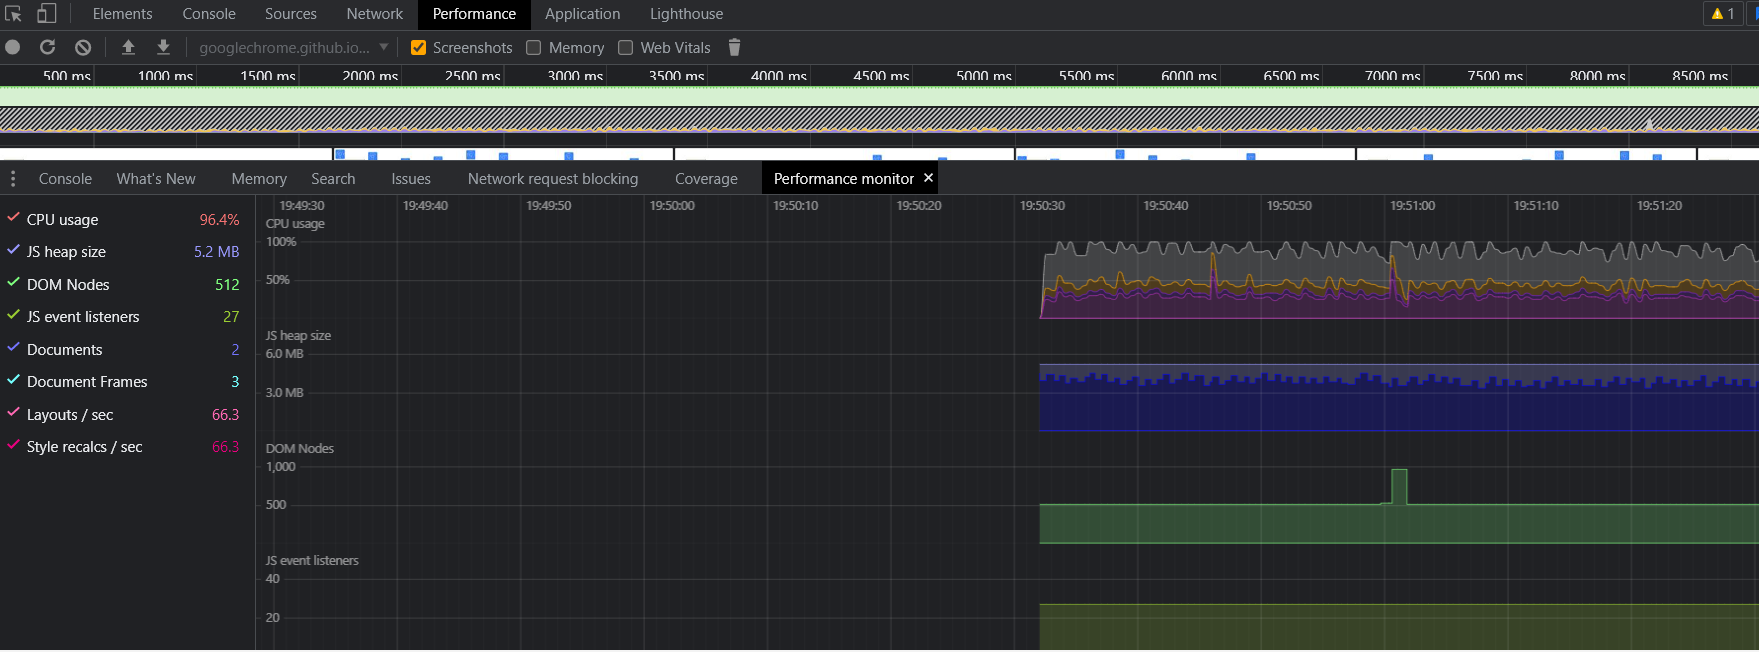 Elements Console Sources Network Performance Application Lighthouse 1
googlechrome.github.io... Screenshots Memory Web Vitals
500 ms 1000 ms 1500 ms 2000 ms 2500 ms 3000 ms 3500 ms 4000 ms 4500 ms 5000 ms 5500 ms 6000 ms 6500 ms 7000 ms 7500 ms 8000 ms 8500 ms
Console What's New Memory Search Issues Network request blocking Coverage Performance monitor
CPU usage 96.4%
JS heap size 5.2 MB
DOM Nodes 512
JS event listeners 27
Documents 2
Document Frames 3
Layouts / sec 66.3
Style recalcs / sec 66.3
19:49:30 19:49:40 19:49:50 19:50:00 19:50:10 19:50:20 19:50:30 19:50:40 19:50:50 19:51:00 19:51:10 19:51:20
CPU usage
100%
50%
JS heap size
6.0 MB
3.0 MB
DOM Nodes
1,000
500
JS event listeners
40
20